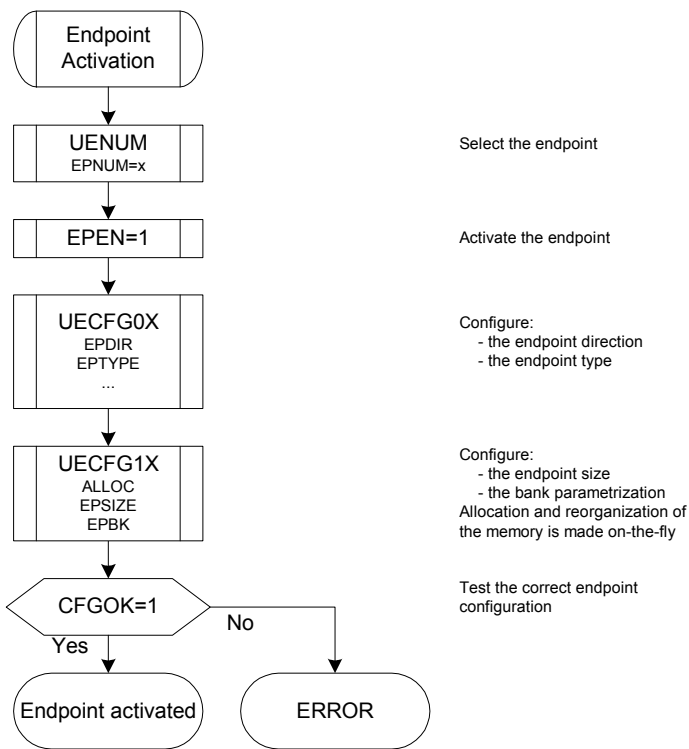 Endpoint
Activation
UENUM
EPNUM=x
Select the endpoint
EPEN=1
Activate the endpoint
UECFG0X
EPDIR
EPTYPE
...
Configure:
- the endpoint direction
- the endpoint type
UECFG1X
ALLOC
EPSIZE
EPBK
Configure:
- the endpoint size
- the bank parametrization
Allocation and reorganization of
the memory is made on-the-fly
CFGOK=1
Test the correct endpoint
configuration
No
Yes
Endpoint activated
ERROR